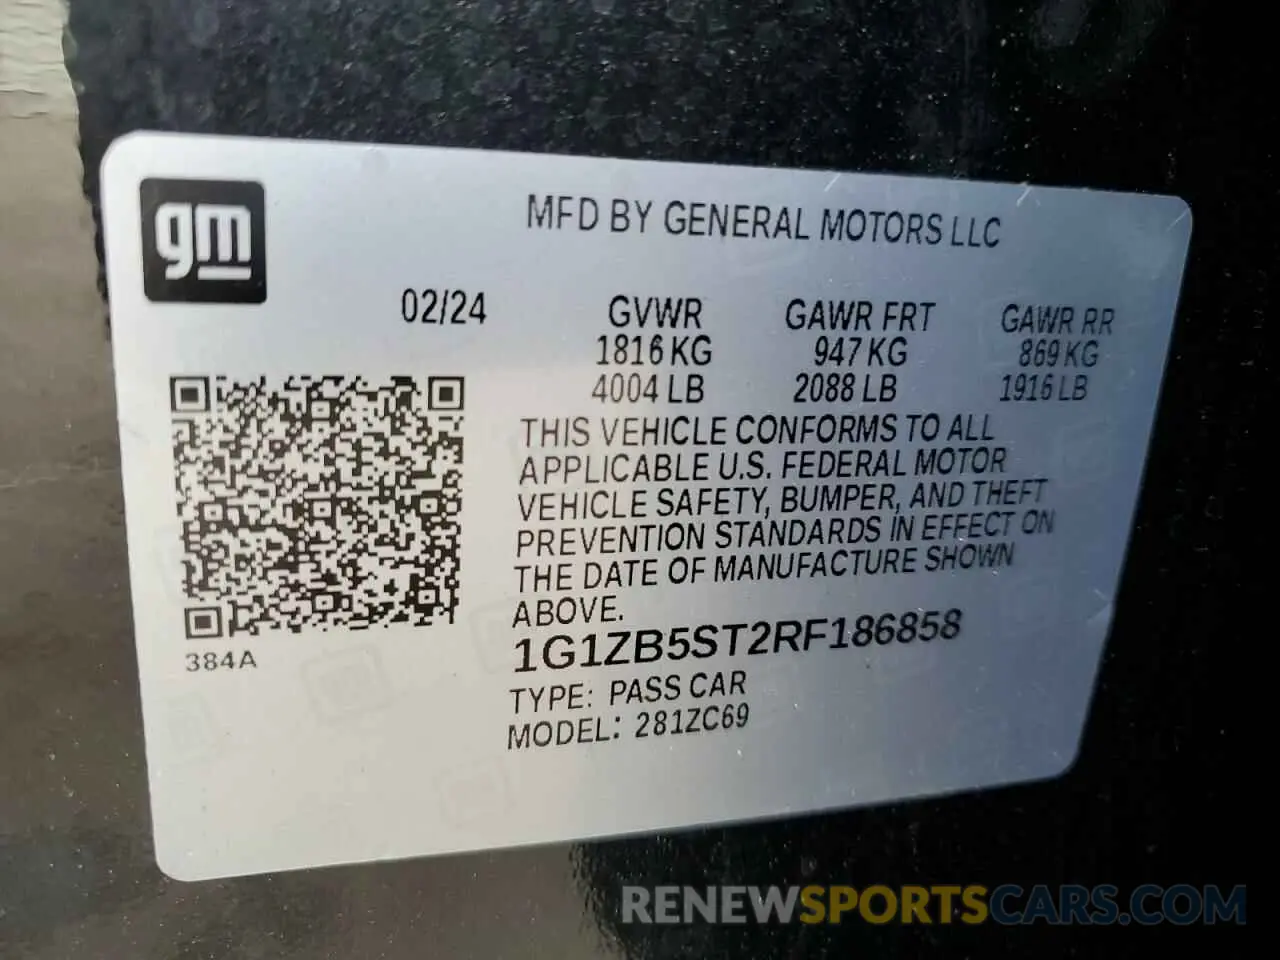 gm
MFD BY GENERAL MOTORS LLC
02/24 GVWR GAWR FRT GAWR RR
1816 KG 947 KG 869 KG
4004 LB 2088 LB 1916 LB
THIS VEHICLE CONFORMS TO ALL
APPLICABLE U.S. FEDERAL MOTOR
VEHICLE SAFETY, BUMPER, AND THEFT
PREVENTION STANDARDS IN EFFECT ON
THE DATE OF MANUFACTURE SHOWN
ABOVE.
1G1ZB5ST2RF186858
384A
TYPE: PASS CAR
MODEL: 281ZC69
RENEWSPORTSCARS.COM